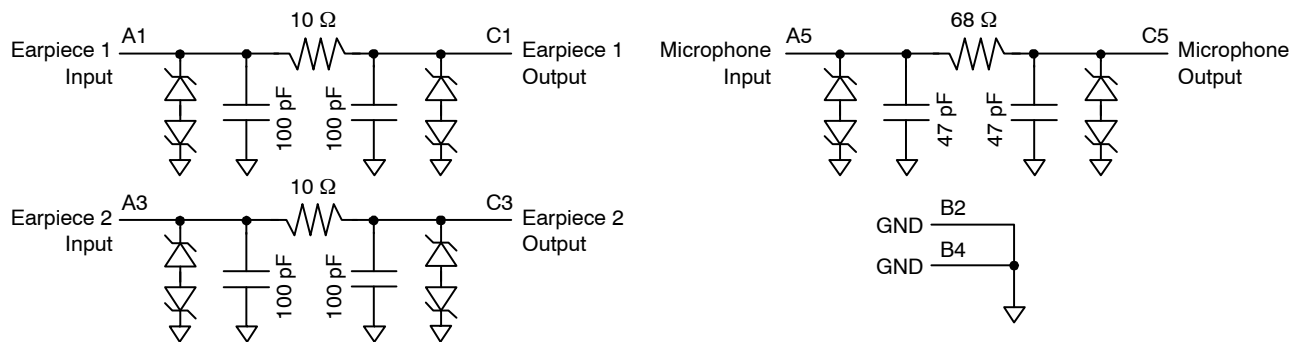 10 Ω
A1
C1
Earpiece 1
Input
Earpiece 1
Output
100 pF
100 pF
68 Ω
A5
C5
Microphone
Input
Microphone
Output
47 pF
47 pF
10 Ω
A3
C3
Earpiece 2
Input
Earpiece 2
Output
100 pF
100 pF
B2
GND
B4
GND